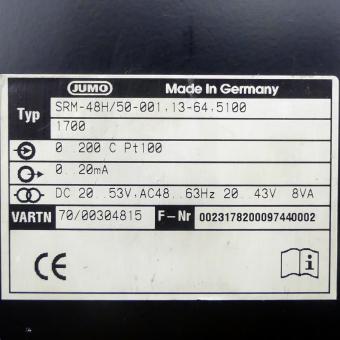 JUMO Made in Germany
Typ SRM-48H/50-001,13-64,5100
1700
0...200 C Pt100
0...20mA
DC 20...53V,AC48...63Hz 20...43V 8VA
VARTN 70/00304815 F-Nr 0023178200097440002
CE i